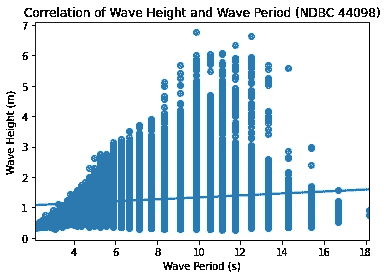 Correlation of Wave Height and Wave Period (NDBC 44098)
7
6
5
4
3
2
1
0
Wave Height (m)
4 6 8 10 12 14 16 18
Wave Period (s)